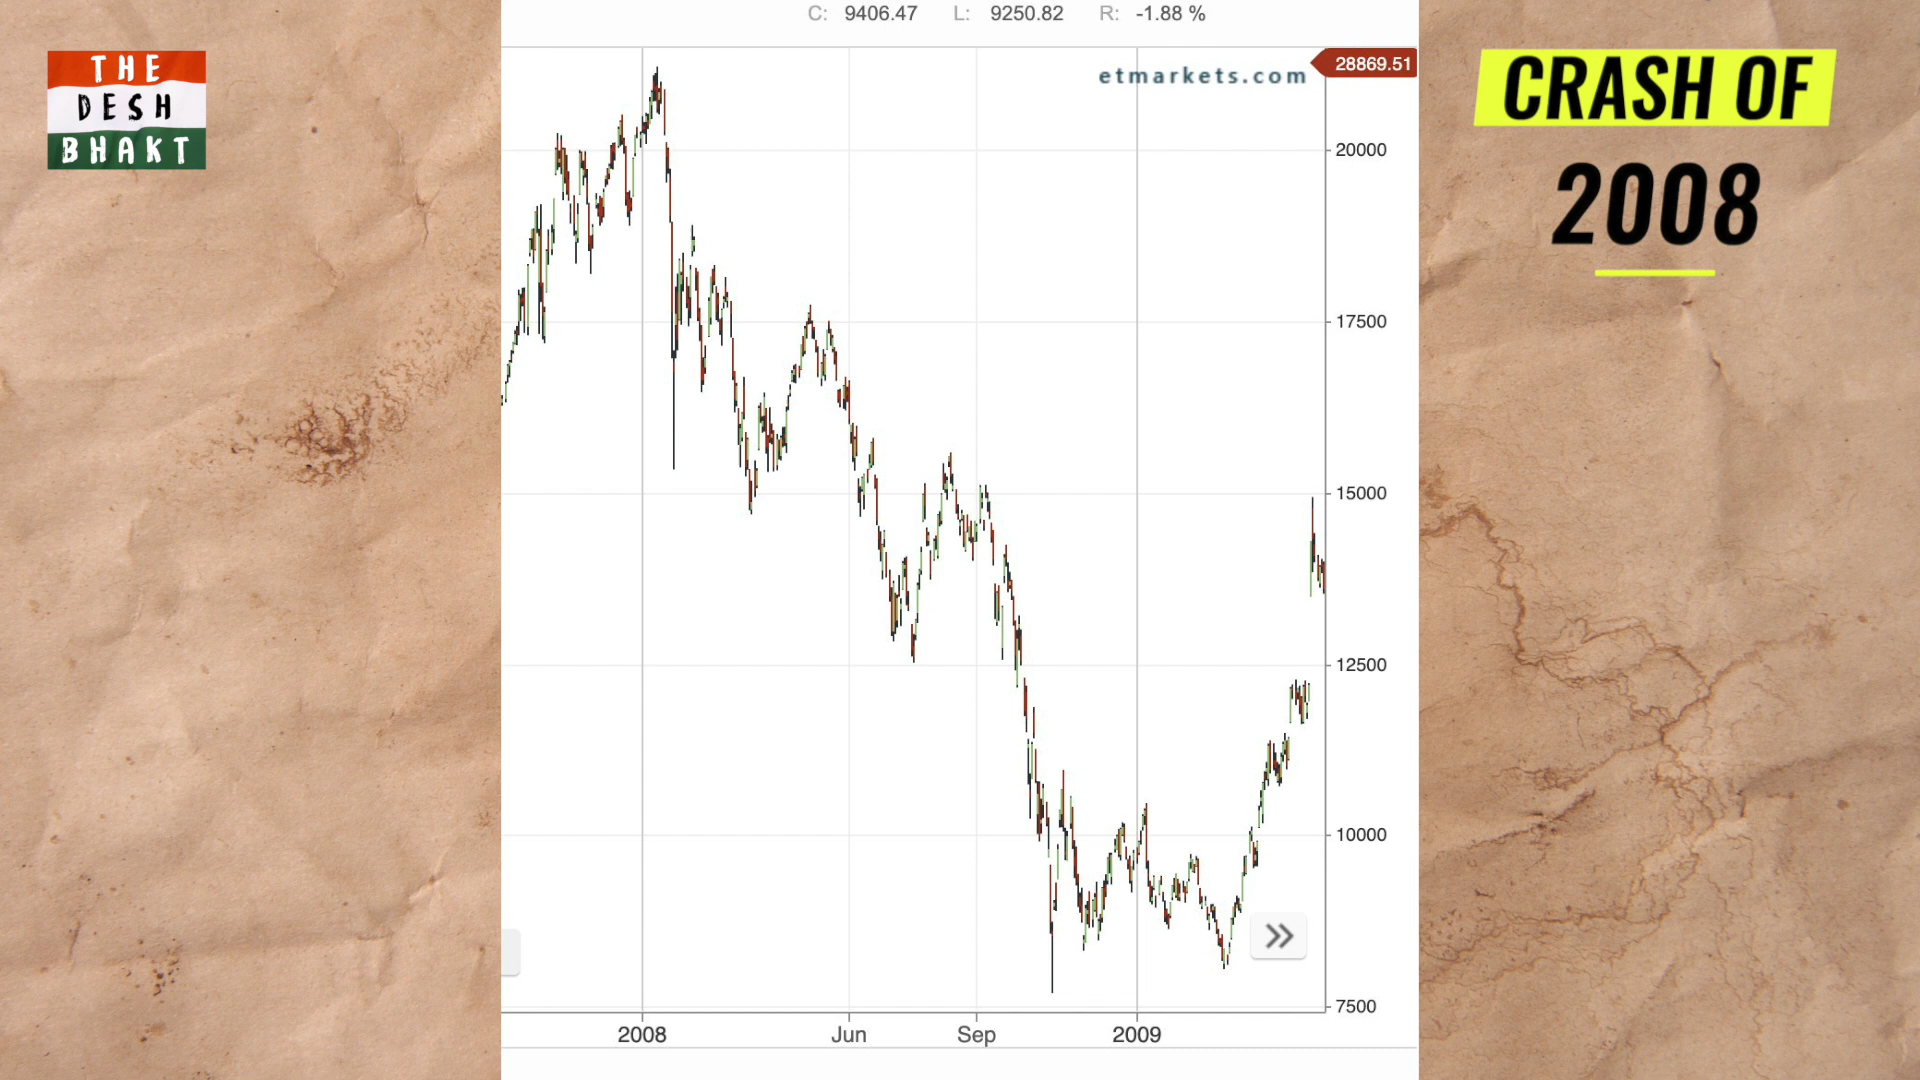 THE
DESH
BHAKT
C: 9406.47 L: 9250.82 R: -1.88 %
etmarkets.com
28869.51
20000
17500
15000
12500
10000
7500
2008 Jun Sep 2009
CRASH OF
2008